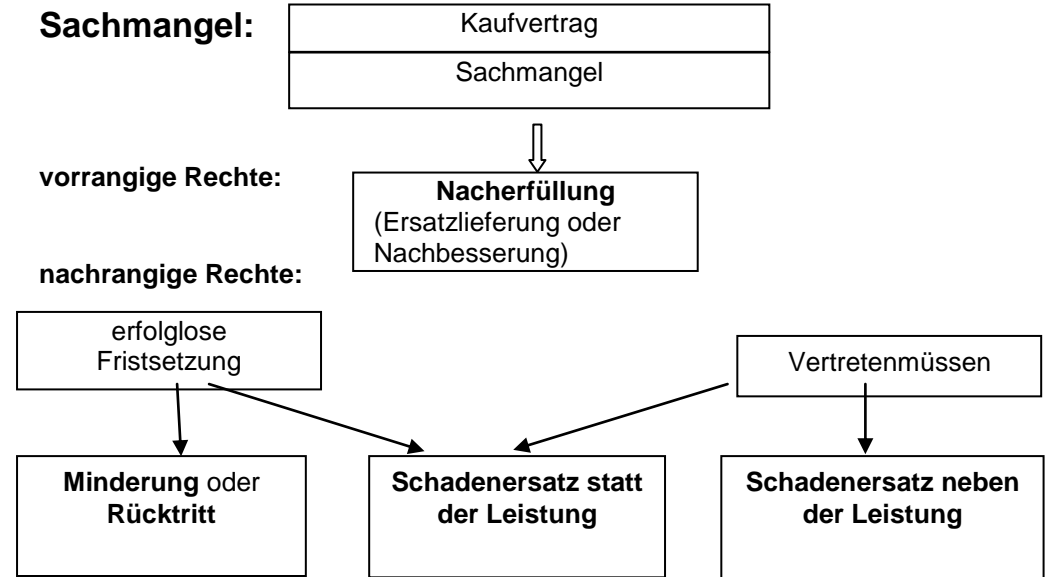 Sachmangel:
Kaufvertrag
Sachmangel
vorrangige Rechte:
Nacherfüllung
(Ersatzlieferung oder
Nachbesserung)
nachrangige Rechte:
erfolglose
Fristsetzung
Vertretenmüssen
Minderung oder
Rücktritt
Schadenersatz statt
der Leistung
Schadenersatz neben
der Leistung